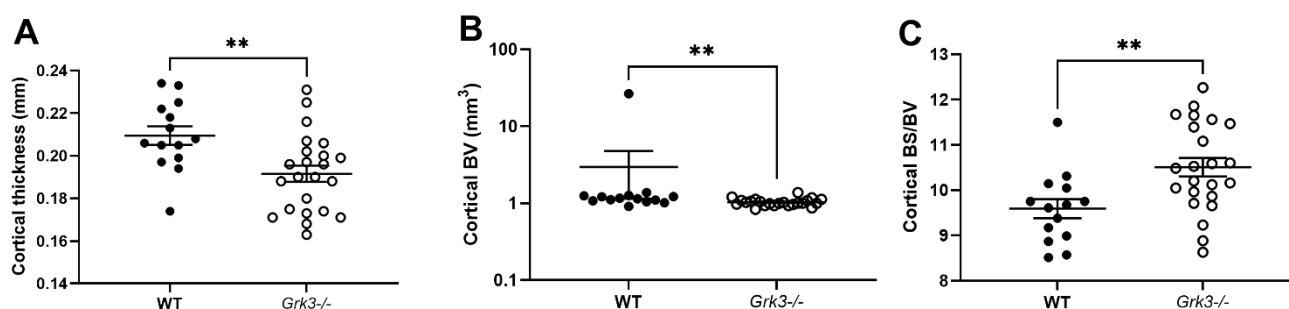 A
Cortical thickness (mm)
0.24
0.22
0.20
0.18
0.16
0.14
**
WT
Grk3-/-
B
Cortical BV (mm³)
100
10
1
0.1
**
WT
Grk3-/-
C
Cortical BS/BV
13
12
11
10
9
8
**
WT
Grk3-/-